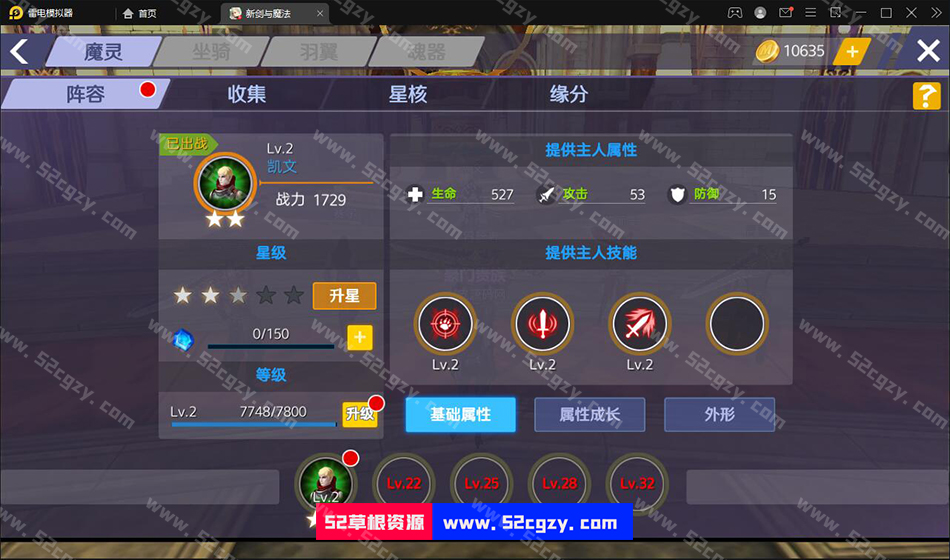 雷电模拟器
首页
新剑与魔法
魔灵
坐骑
羽翼
魂器
10635
阵容
收集
星核
缘分
?
已出战
Lv.2
凯文
战力 1729
提供主人属性
生命 527
攻击 53
防御 15
星级
提供主人技能
升星
0/150
Lv.2
Lv.2
Lv.2
等级
Lv.2 7748/7800
升级
基础属性
属性成长
外形
Lv.2
Lv.22
Lv.25
Lv.28
Lv.32
52草根资源 www.52cgzy.com
www.52cgzy.com